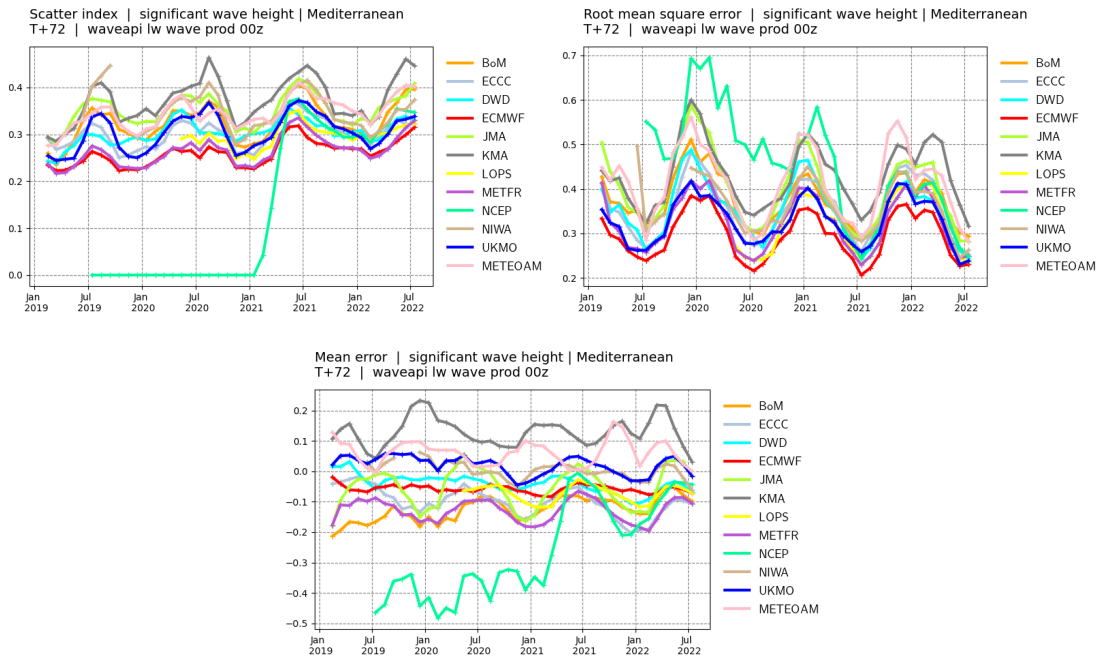 Scatter index | significant wave height | Mediterranean
T+72 | waveapi lw wave prod 00z
0.4
0.3
0.2
0.1
0.0
Jan 2019
Jul 2019
Jan 2020
Jul 2020
Jan 2021
Jul 2021
Jan 2022
Jul 2022
BoM
ECCC
DWD
ECMWF
JMA
KMA
LOPS
METFR
NCEP
NIWA
UKMO
METEOAM
Root mean square error | significant wave height | Mediterranean
T+72 | waveapi lw wave prod 00z
0.7
0.6
0.5
0.4
0.3
0.2
Jan 2019
Jul 2019
Jan 2020
Jul 2020
Jan 2021
Jul 2021
Jan 2022
Jul 2022
BoM
ECCC
DWD
ECMWF
JMA
KMA
LOPS
METFR
NCEP
NIWA
UKMO
METEOAM
Mean error | significant wave height | Mediterranean
T+72 | waveapi lw wave prod 00z
0.2
0.1
0.0
−0.1
−0.2
−0.3
−0.4
−0.5
Jan 2019
Jul 2019
Jan 2020
Jul 2020
Jan 2021
Jul 2021
Jan 2022
Jul 2022
BoM
ECCC
DWD
ECMWF
JMA
KMA
LOPS
METFR
NCEP
NIWA
UKMO
METEOAM